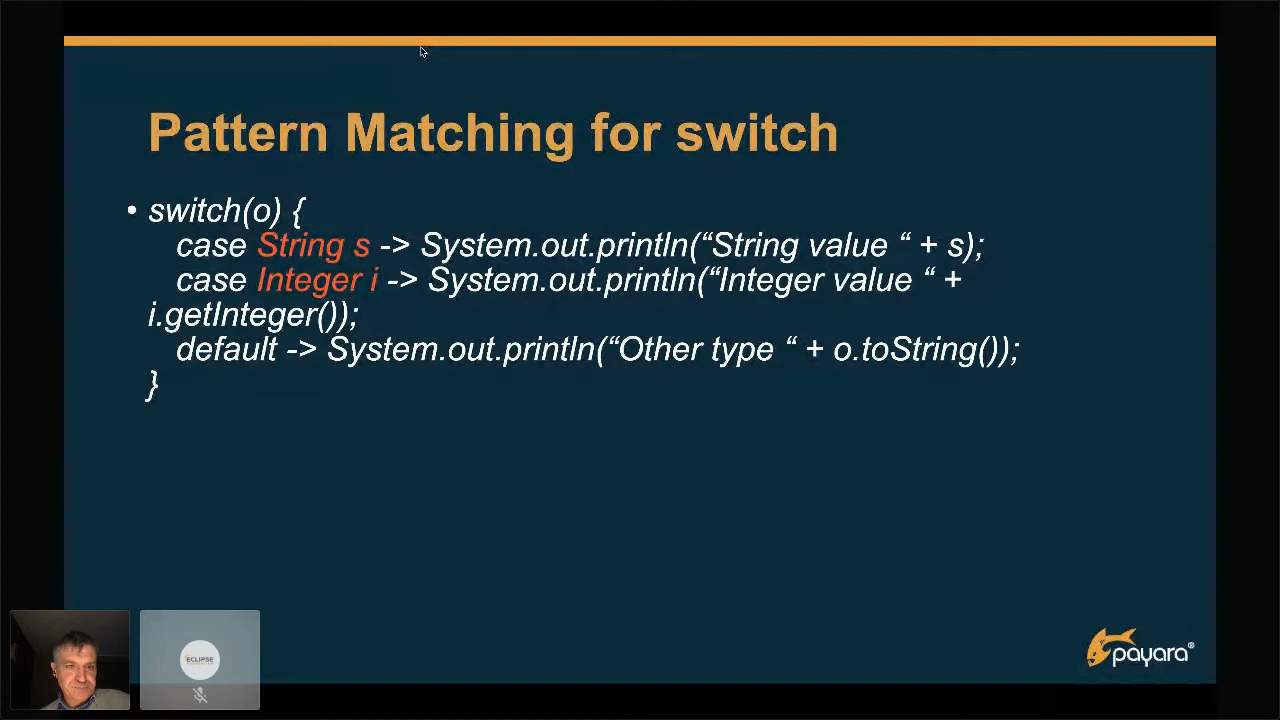 Pattern Matching for switch
• switch(o) {
case String s -> System.out.println(“String value “ + s);
case Integer i -> System.out.println(“Integer value “ +
i.getInteger());
default -> System.out.println(“Other type “ + o.toString());
}
ECLIPSE
payara®